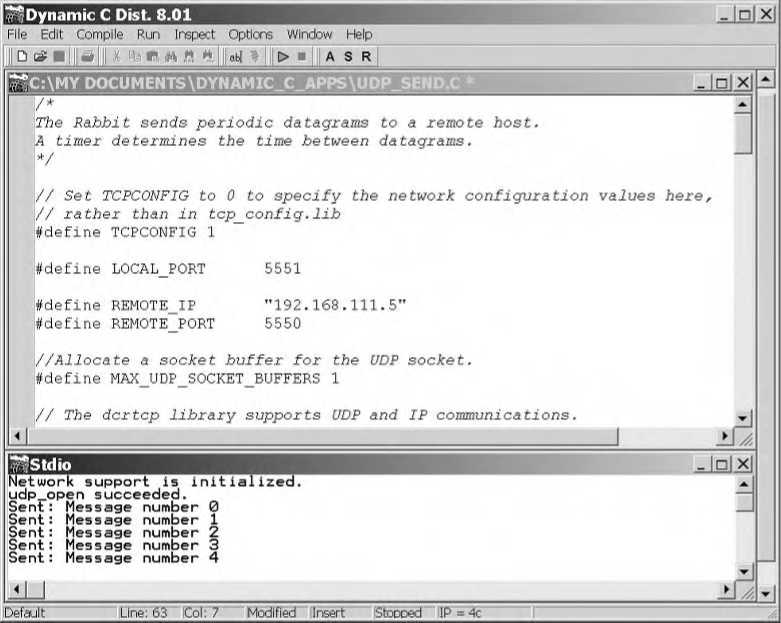 Dynamic C Dist. 8.01
File Edit Compile Run Inspect Options Window Help
ab| A S R
C:\MY DOCUMENTS\DYNAMIC_C_APPS\UDP_SEND.C *
/*
The Rabbit sends periodic datagrams to a remote host.
A timer determines the time between datagrams.
*/
// Set TCPCONFIG to 0 to specify the network configuration values here,
// rather than in tcp_config.lib
#define TCPCONFIG 1
#define LOCAL_PORT 5551
#define REMOTE_IP "192.168.111.5"
#define REMOTE_PORT 5550
//Allocate a socket buffer for the UDP socket.
#define MAX_UDP_SOCKET_BUFFERS 1
// The dcrtcp library supports UDP and IP communications.
Stdio
Network support is initialized.
udp_open succeeded.
Sent: Message number 0
Sent: Message number 1
Sent: Message number 2
Sent: Message number 3
Sent: Message number 4
Default Line: 63 Col: 7 Modified Insert Stopped IP = 4c